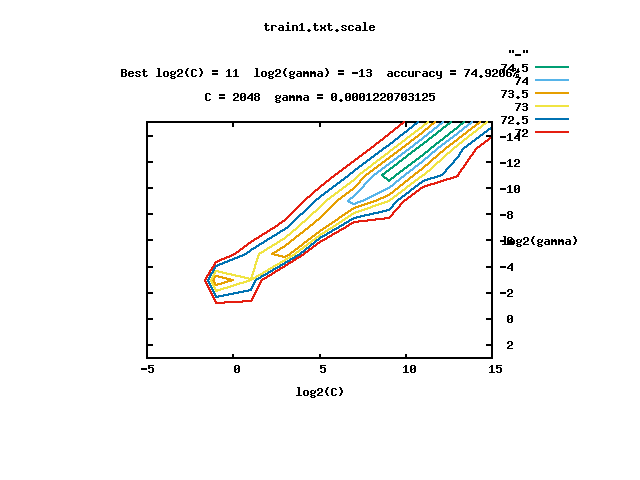 train1.txt.scale
"-"
Best log2(C) = 11  log2(gamma) = -13  accuracy = 74.9206%
74.5
74
C = 2048  gamma = 0.0001220703125
73.5
73
72.5
72
-14
-12
-10
-8
-6
log2(gamma)
-4
-2
0
2
-5 0 5 10 15
log2(C)